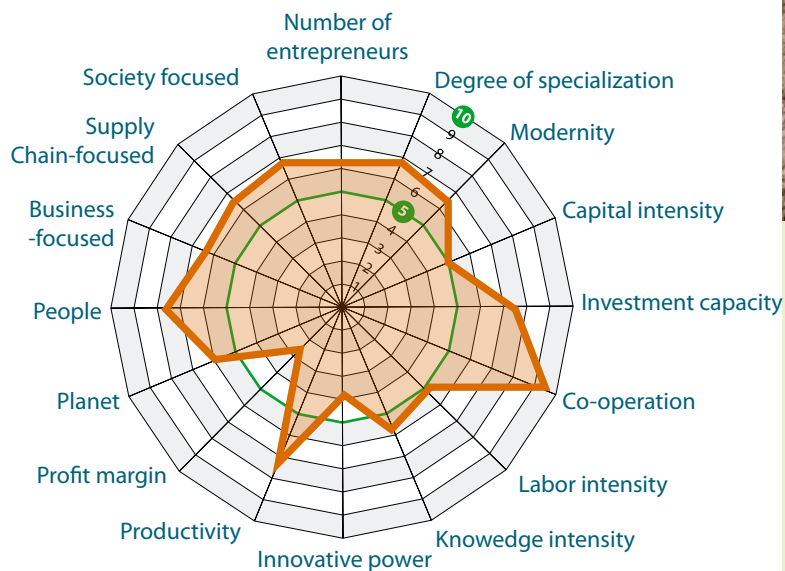 Number of
entrepreneurs
Society focused
Degree of specialization
10
9
Supply
Chain-focused
Modernity
8
7
6
Business
-focused
5
Capital intensity
4
3
2
1
People
Investment capacity
Planet
Co-operation
Profit margin
Labor intensity
Productivity
Knowedge intensity
Innovative power